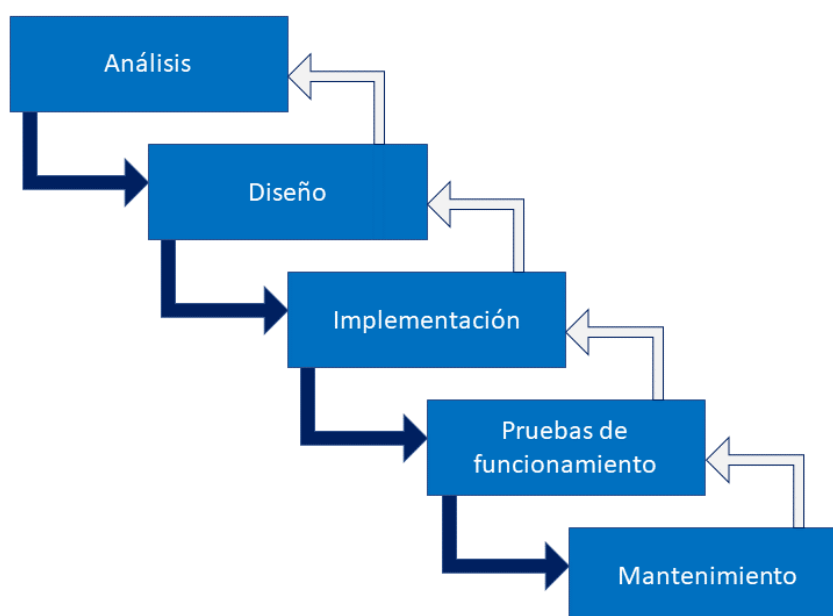 Análisis
Diseño
Implementación
Pruebas de
funcionamiento
Mantenimiento